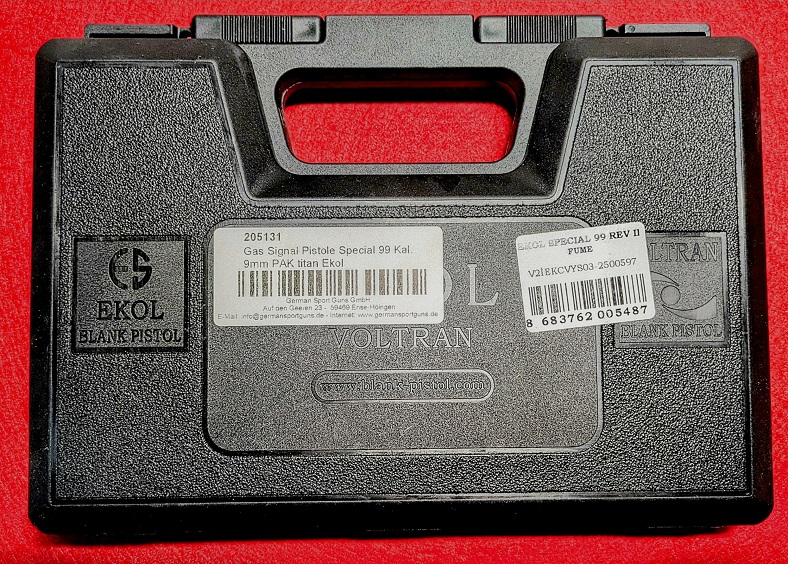 205131
Gas Signal Pistole Special 99 Kal.
9mm PAK titan Ekol
German Sport Guns GmbH
Auf den Geeren 23 - 59469 Ense-Höingen
E-Mail: info@germansportguns.de - Internet: www.germansportguns.de
EKOL SPECIAL 99 REV II
FUME
V2IEKCVYS03-2500597
8 683762 005487
ES
EKOL
BLANK PISTOL
OL
VOLTRAN
www.blank-pistol.com
VOLTRAN
BLANK PISTOL